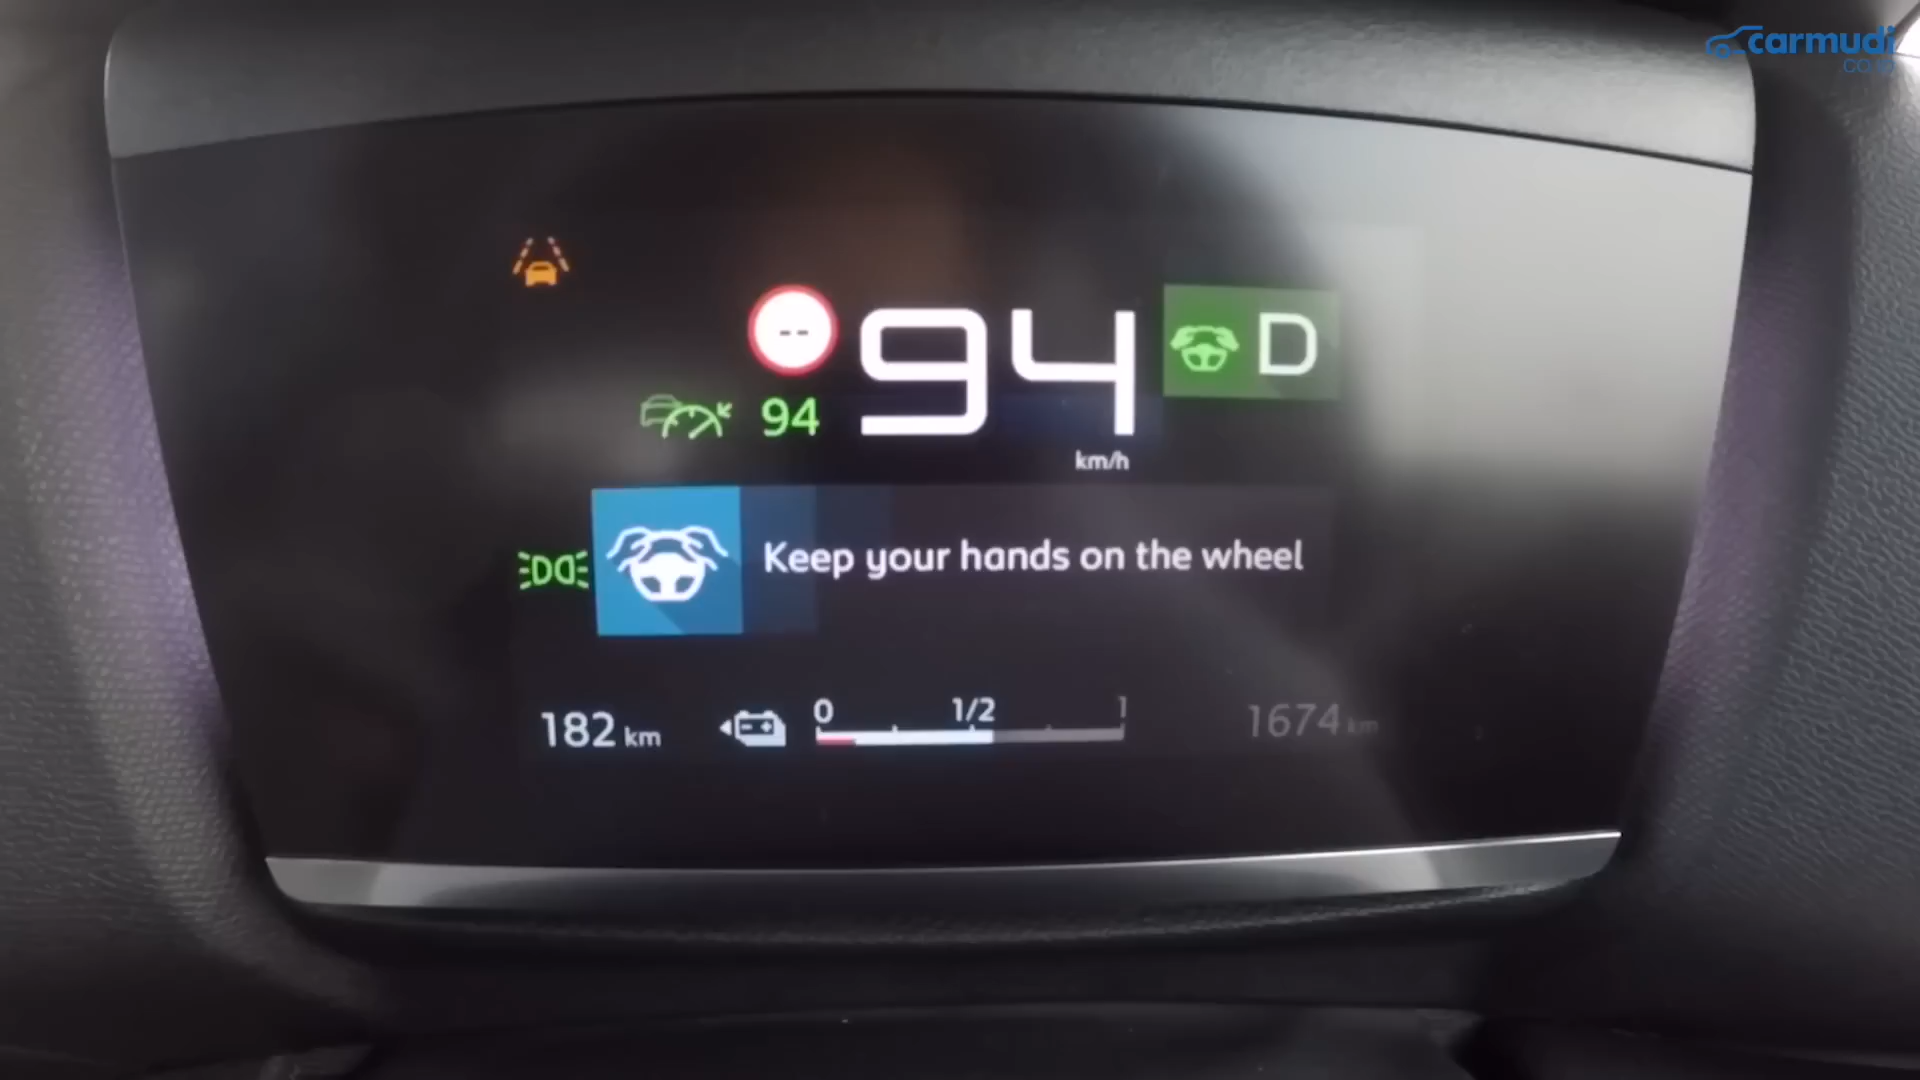 carmudi
CO.ID
--
94
D
94
km/h
Keep your hands on the wheel
0
1/2
1
182 km
1674 km